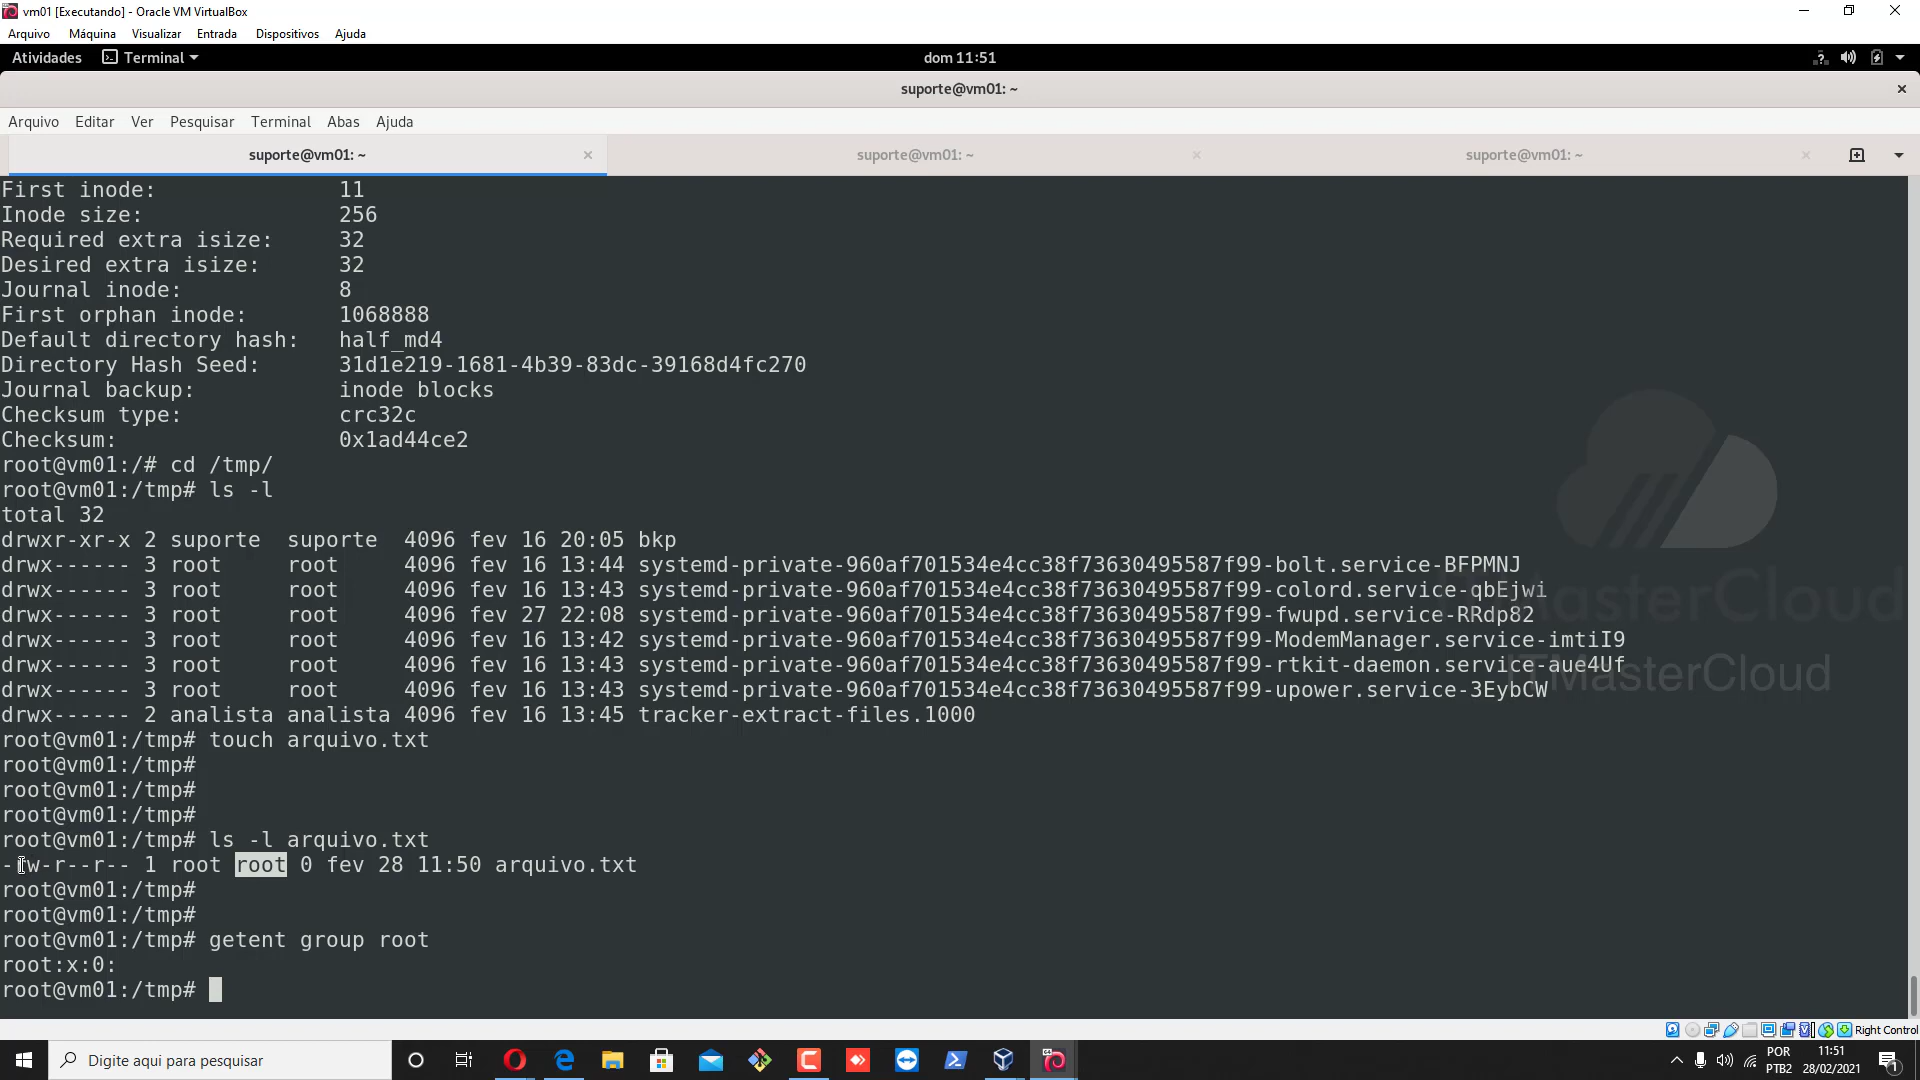 vm01 [Executando] - Oracle VM VirtualBox
Arquivo Máquina Visualizar Entrada Dispositivos Ajuda
Atividades Terminal dom 11:51
suporte@vm01: ~
Arquivo Editar Ver Pesquisar Terminal Abas Ajuda
suporte@vm01: ~ suporte@vm01: ~ suporte@vm01: ~
First inode: 11
Inode size: 256
Required extra isize: 32
Desired extra isize: 32
Journal inode: 8
First orphan inode: 1068888
Default directory hash: half_md4
Directory Hash Seed: 31d1e219-1681-4b39-83dc-39168d4fc270
Journal backup: inode blocks
Checksum type: crc32c
Checksum: 0x1ad44ce2
root@vm01:/# cd /tmp/
root@vm01:/tmp# ls -l
total 32
drwxr-xr-x 2 suporte suporte 4096 fev 16 20:05 bkp
drwx------ 3 root root 4096 fev 16 13:44 systemd-private-960af701534e4cc38f73630495587f99-bolt.service-BFPMNJ
drwx------ 3 root root 4096 fev 16 13:43 systemd-private-960af701534e4cc38f73630495587f99-colord.service-qbEjwi
drwx------ 3 root root 4096 fev 27 22:08 systemd-private-960af701534e4cc38f73630495587f99-fwupd.service-RRdp82
drwx------ 3 root root 4096 fev 16 13:42 systemd-private-960af701534e4cc38f73630495587f99-ModemManager.service-imtiI9
drwx------ 3 root root 4096 fev 16 13:43 systemd-private-960af701534e4cc38f73630495587f99-rtkit-daemon.service-aue4Uf
drwx------ 3 root root 4096 fev 16 13:43 systemd-private-960af701534e4cc38f73630495587f99-upower.service-3EybCW
drwx------ 2 analista analista 4096 fev 16 13:45 tracker-extract-files.1000
root@vm01:/tmp# touch arquivo.txt
root@vm01:/tmp#
root@vm01:/tmp#
root@vm01:/tmp#
root@vm01:/tmp# ls -l arquivo.txt
-rw-r--r-- 1 root root 0 fev 28 11:50 arquivo.txt
root@vm01:/tmp#
root@vm01:/tmp#
root@vm01:/tmp# getent group root
root:x:0:
root@vm01:/tmp#
ITMasterCloud
ITMasterCloud
Right Control
Digite aqui para pesquisar
POR
PTB2
11:51
28/02/2021
1